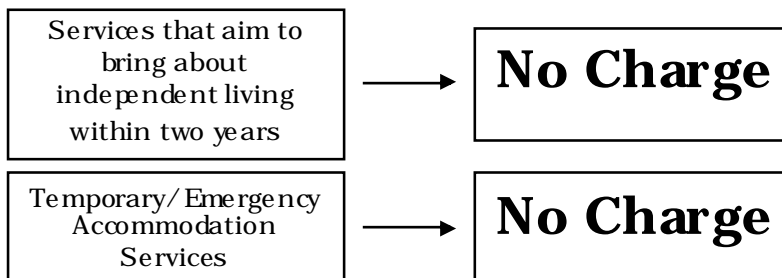 Services that aim to
bring about
independent living
within two years
No Charge
Temporary/Emergency
Accommodation
Services
No Charge